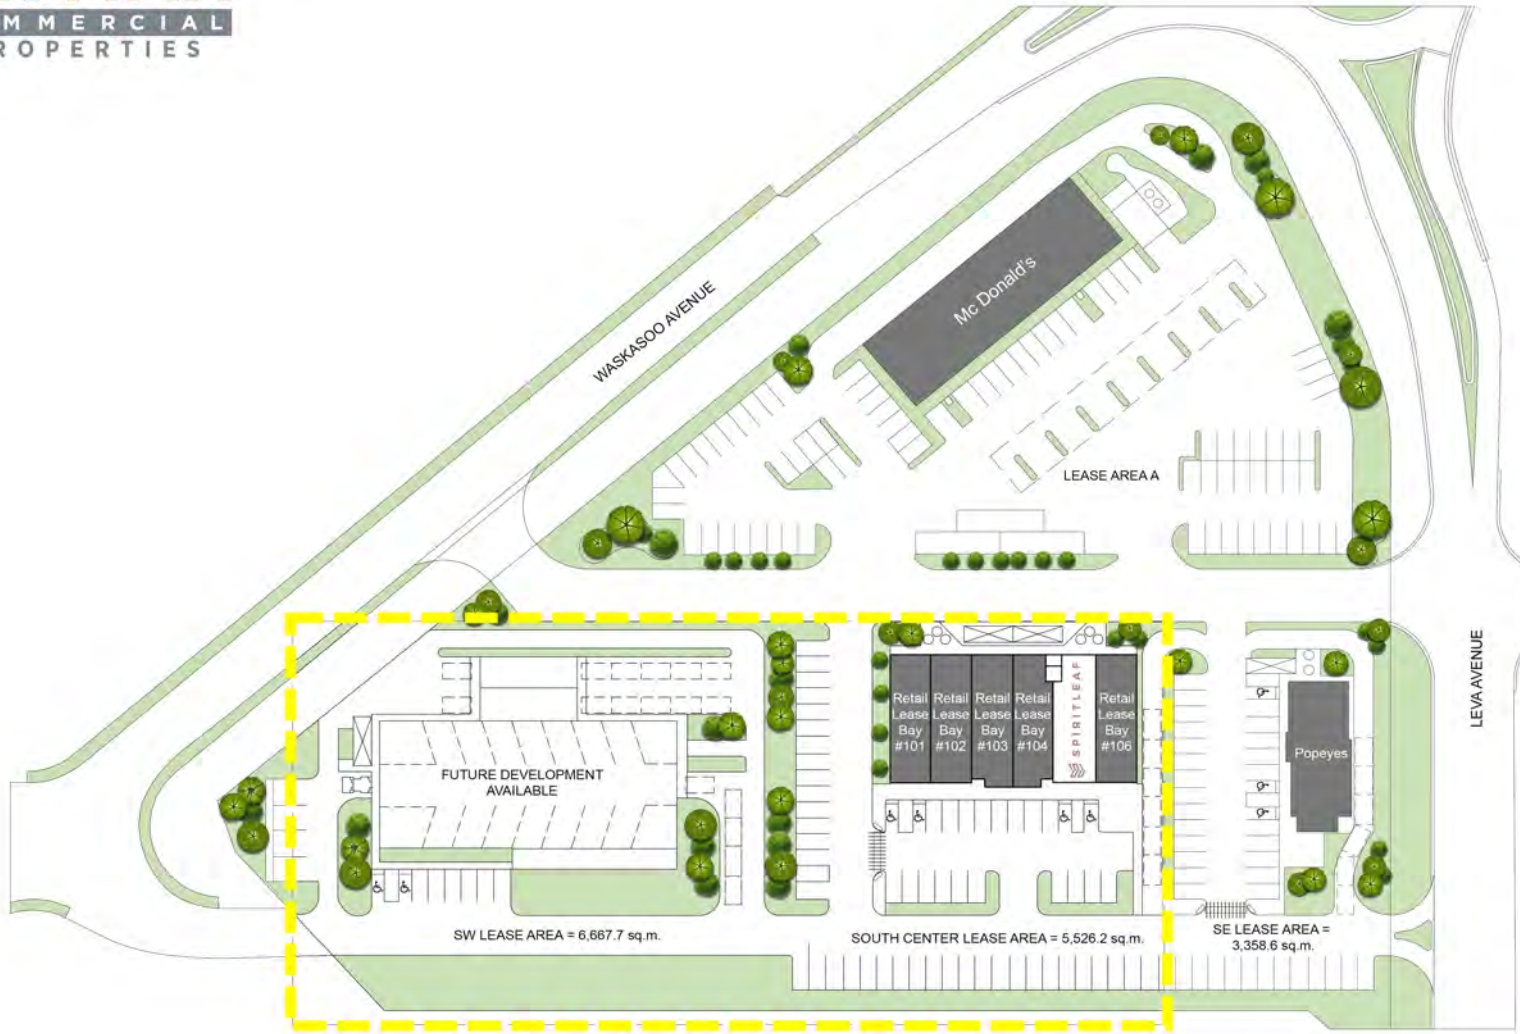 MMERCIAL
ROPERTIES
Mc Donald's
WASKASOO AVENUE
LEASE AREA A
LEVA AVENUE
Retail
Lease
Bay
#101
Retail
Lease
Bay
#102
Retail
Lease
Bay
#103
Retail
Lease
Bay
#104
SPIRITLEAF
Retail
Lease
Bay
#106
Popeyes
FUTURE DEVELOPMENT
AVAILABLE
SW LEASE AREA = 6,667.7 sq.m.
SOUTH CENTER LEASE AREA = 5,526.2 sq.m.
SE LEASE AREA =
3,358.6 sq.m.